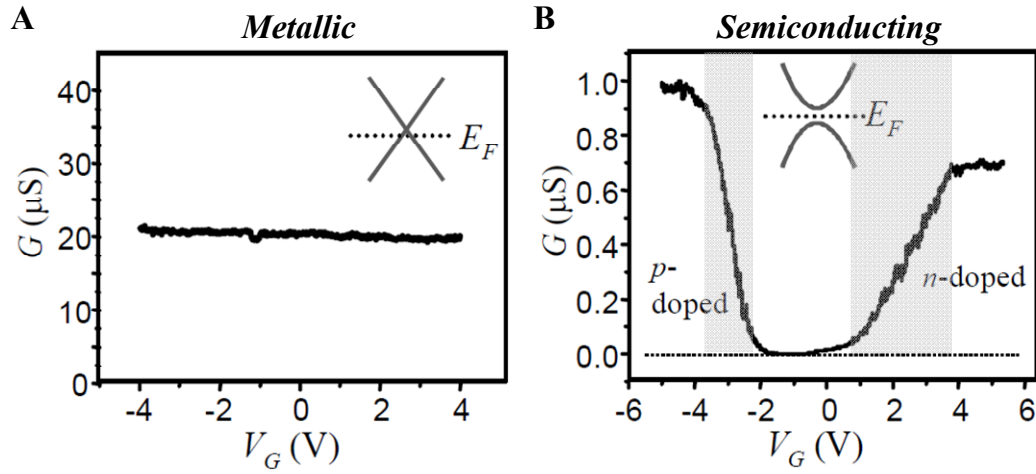 A
Metallic
40
30
20
10
0
G (µS)
E_F
-4 -2 0 2 4
V_G (V)
B
Semiconducting
1.0
0.8
0.6
0.4
0.2
0.0
G (µS)
E_F
p-
doped
n-doped
-6 -4 -2 0 2 4 6
V_G (V)